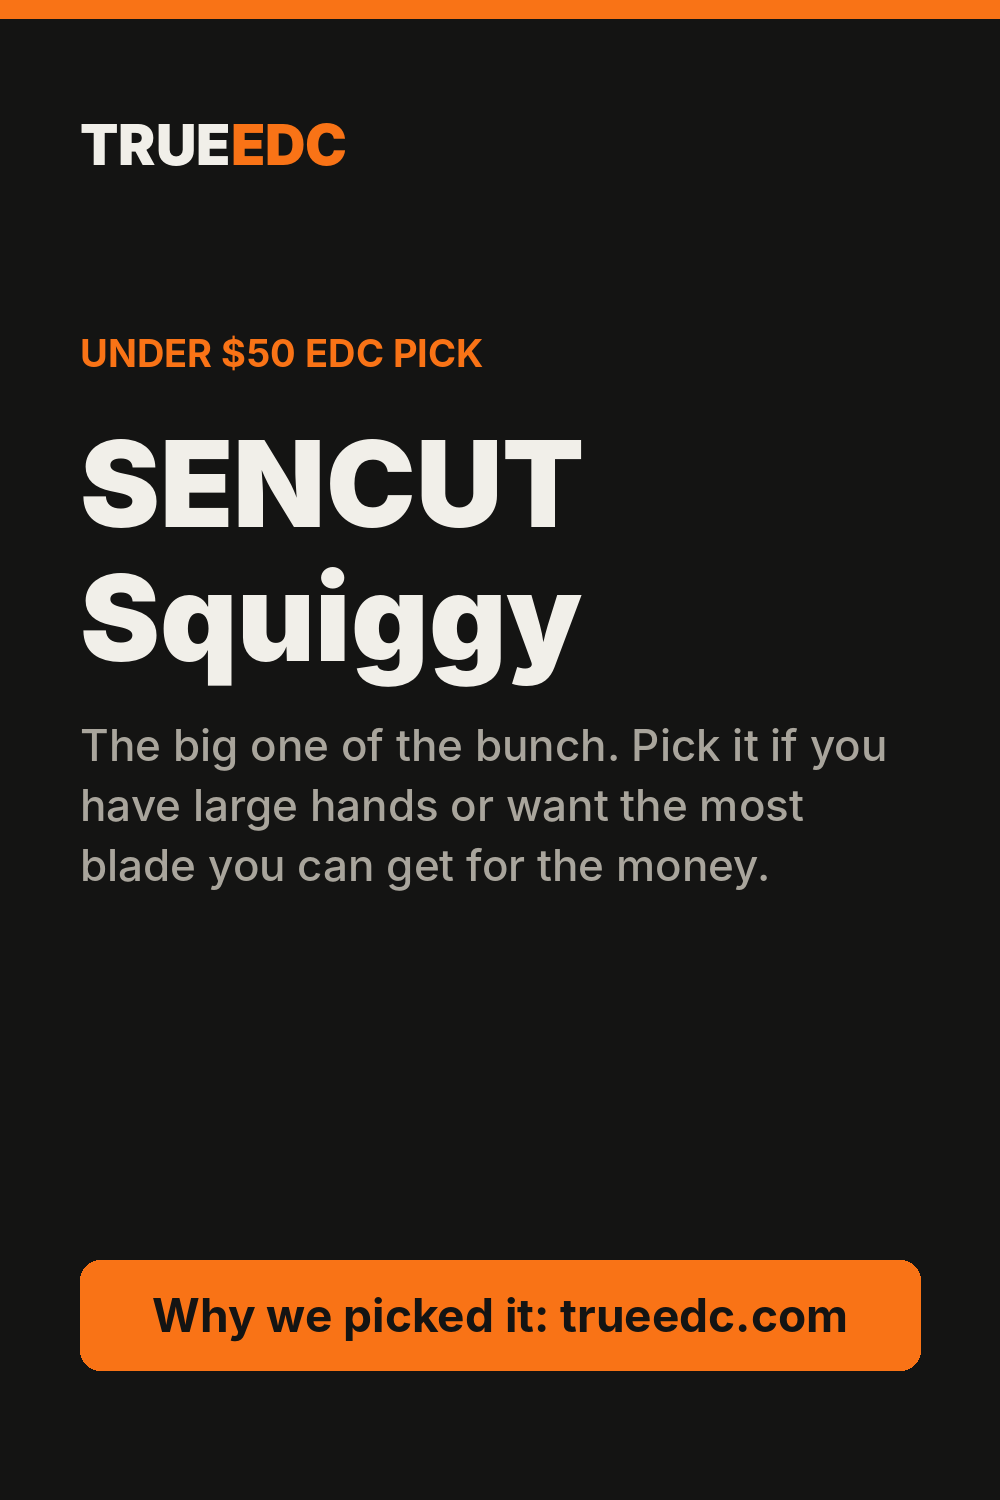 TRUEEDC
UNDER $50 EDC PICK
SENCUT
Squiggy
The big one of the bunch. Pick it if you
have large hands or want the most
blade you can get for the money.
Why we picked it: trueedc.com